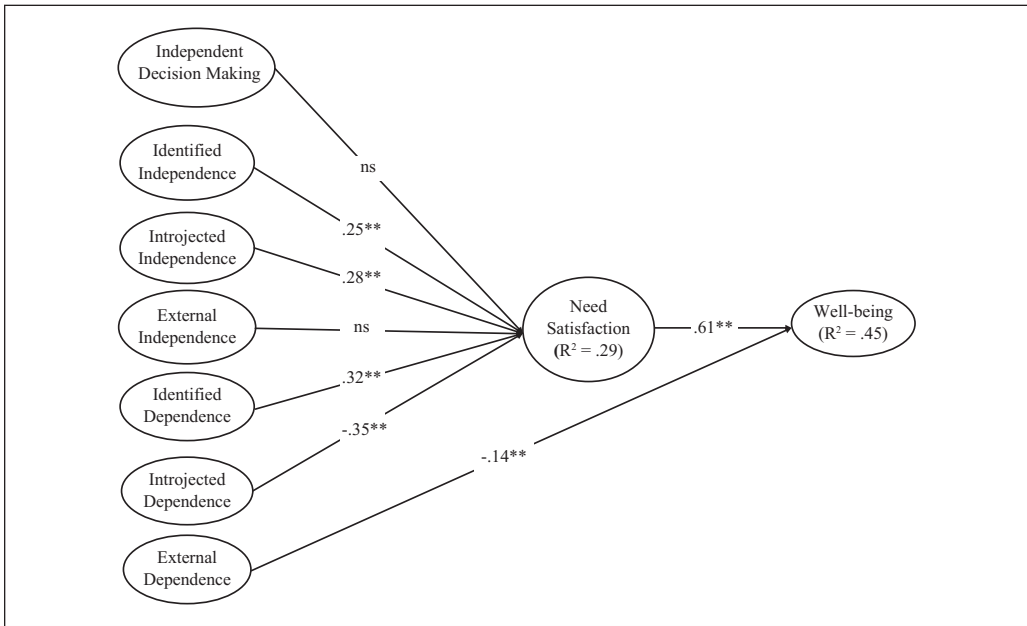 Independent
Decision Making
Identified
Independence
Introjected
Independence
External
Independence
Identified
Dependence
Introjected
Dependence
External
Dependence
ns
.25**
.28**
ns
.32**
-.35**
Need
Satisfaction
(R² = .29)
.61**
-.14**
Well-being
(R² = .45)